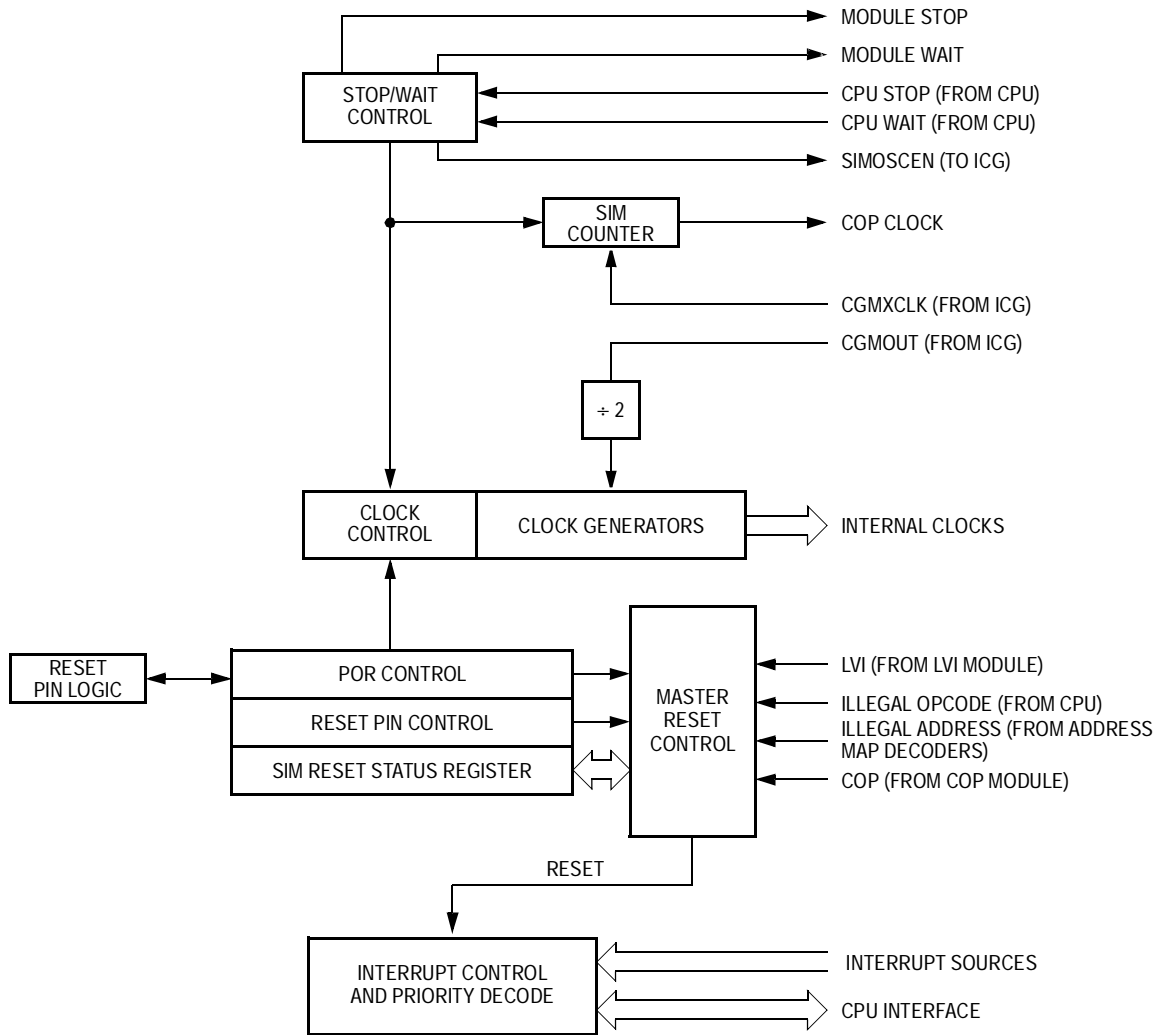 MODULE STOP
MODULE WAIT
STOP/WAIT
CONTROL
CPU STOP (FROM CPU)
CPU WAIT (FROM CPU)
SIMOSCEN (TO ICG)
SIM
COUNTER
COP CLOCK
CGMXCLK (FROM ICG)
CGMOUT (FROM ICG)
÷ 2
CLOCK
CONTROL
CLOCK GENERATORS
INTERNAL CLOCKS
RESET
PIN LOGIC
POR CONTROL
RESET PIN CONTROL
SIM RESET STATUS REGISTER
MASTER
RESET
CONTROL
LVI (FROM LVI MODULE)
ILLEGAL OPCODE (FROM CPU)
ILLEGAL ADDRESS (FROM ADDRESS
MAP DECODERS)
COP (FROM COP MODULE)
RESET
INTERRUPT CONTROL
AND PRIORITY DECODE
INTERRUPT SOURCES
CPU INTERFACE